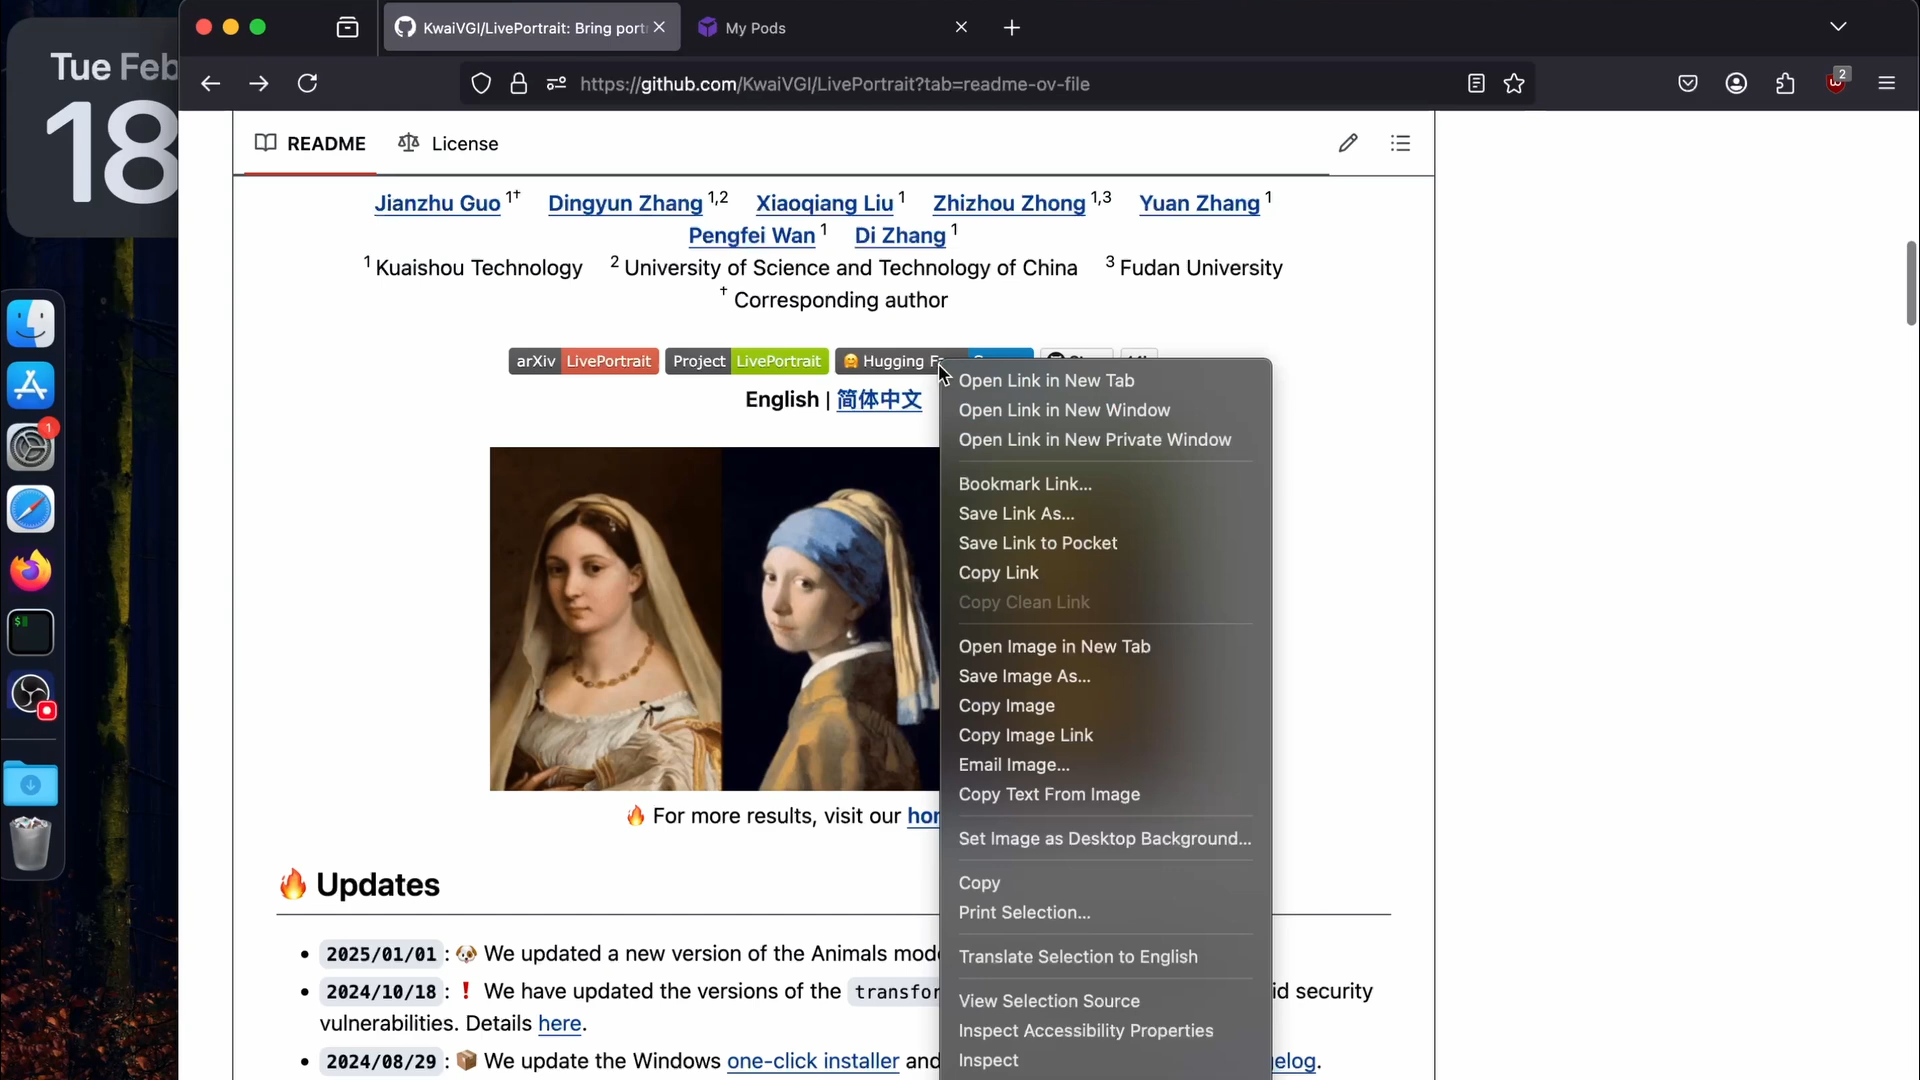 Tue Feb
18
KwaiVGI/LivePortrait: Bring port
My Pods
https://github.com/KwaiVGI/LivePortrait?tab=readme-ov-file
2
README
License
Jianzhu Guo 1† Dingyun Zhang 1,2 Xiaoqiang Liu 1 Zhizhou Zhong 1,3 Yuan Zhang 1
Pengfei Wan 1 Di Zhang 1
1 Kuaishou Technology 2 University of Science and Technology of China 3 Fudan University
† Corresponding author
arXiv LivePortrait Project LivePortrait 🤗 Hugging
English | 简体中文
Open Link in New Tab
Open Link in New Window
Open Link in New Private Window
Bookmark Link...
Save Link As...
Save Link to Pocket
Copy Link
Copy Clean Link
Open Image in New Tab
Save Image As...
Copy Image
Copy Image Link
Email Image...
Copy Text From Image
Set Image as Desktop Background...
Copy
Print Selection...
Translate Selection to English
View Selection Source
Inspect Accessibility Properties
Inspect
🔥 For more results, visit our hor
🔥 Updates
2025/01/01: 🐶 We updated a new version of the Animals mod
2024/10/18: ❗ We have updated the versions of the transfor id security
vulnerabilities. Details here.
2024/08/29: 📦 We update the Windows one-click installer and elog.
1
$